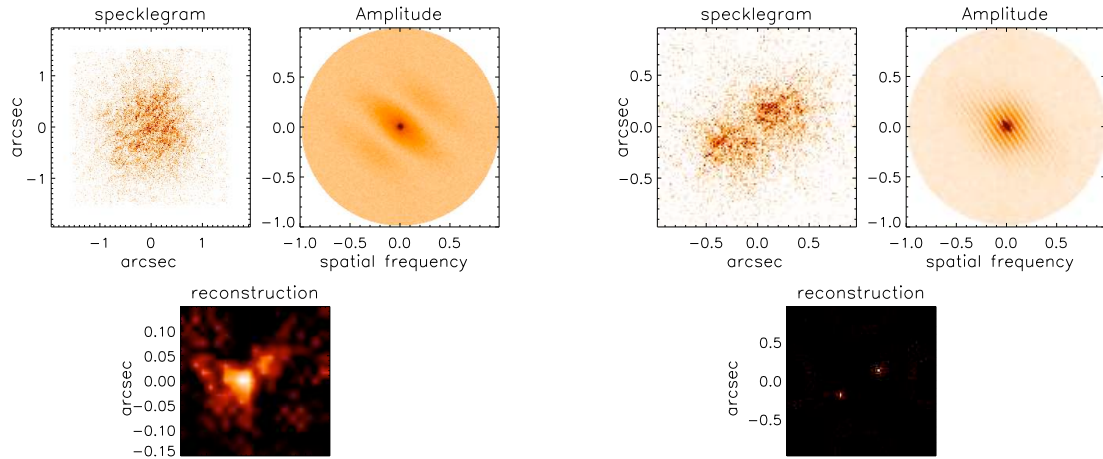 specklegram
Amplitude
arcsec
1
0
−1
−1 0 1
arcsec
0.5
0.0
−0.5
−1.0
−1.0 −0.5 0.0 0.5
spatial frequency
reconstruction
arcsec
0.10
0.05
0.00
−0.05
−0.10
−0.15
specklegram
Amplitude
arcsec
0.5
0.0
−0.5
−0.5 0.0 0.5
arcsec
0.5
0.0
−0.5
−1.0
−1.0 −0.5 0.0 0.5
spatial frequency
reconstruction
arcsec
0.5
0.0
−0.5